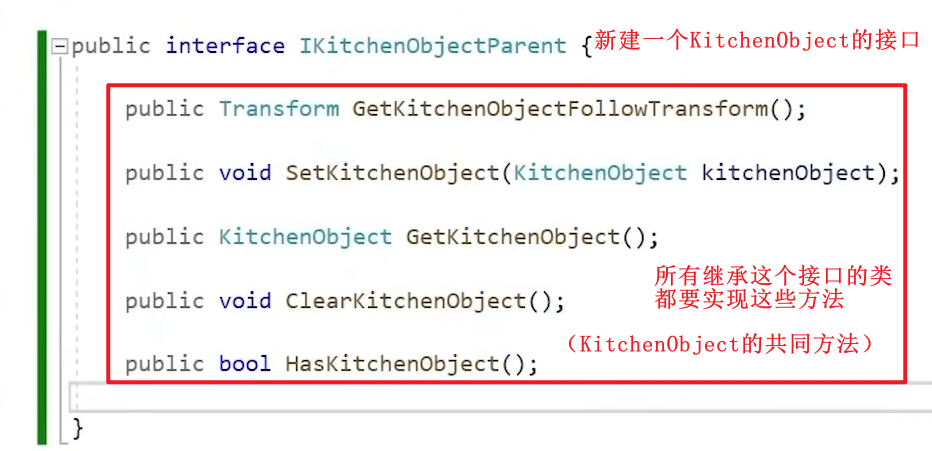 public interface IKitchenObjectParent { 新建一个KitchenObject的接口
public Transform GetKitchenObjectFollowTransform();
public void SetKitchenObject(KitchenObject kitchenObject);
public KitchenObject GetKitchenObject();
所有继承这个接口的类
都要实现这些方法
public void ClearKitchenObject();
（KitchenObject的共同方法）
public bool HasKitchenObject();
}